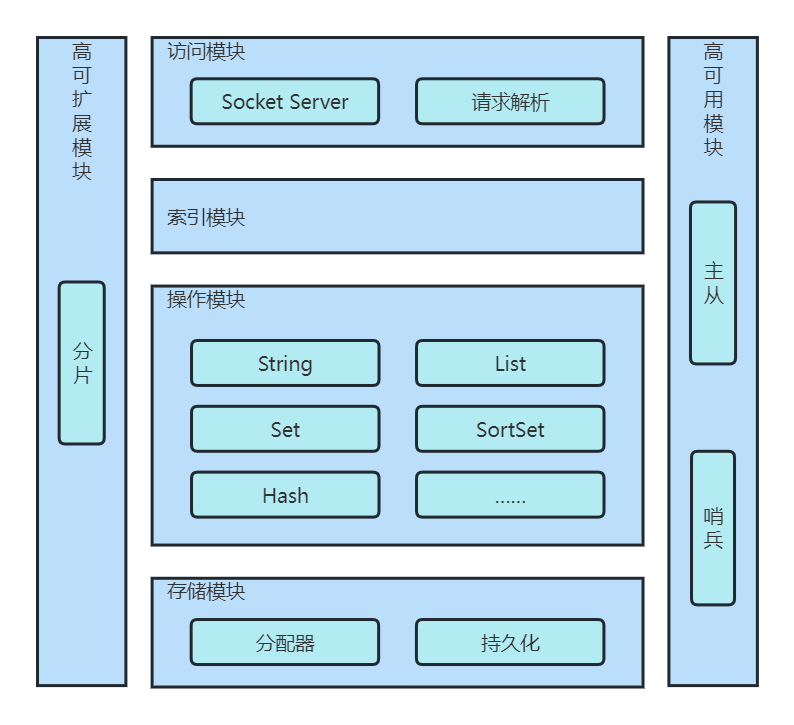 高可扩展模块
分片
访问模块
Socket Server
请求解析
索引模块
操作模块
String
List
Set
SortSet
Hash
......
存储模块
分配器
持久化
高可用模块
主从
哨兵